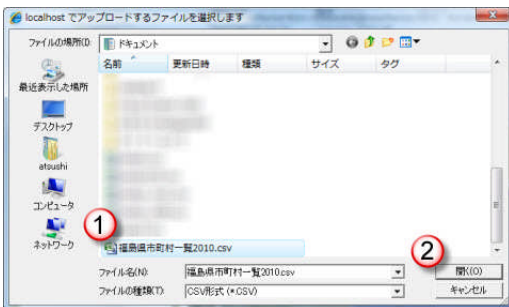 localhost でアップロードするファイルを選択します
ファイルの場所(I):
ドキュメント
名前
更新日時
種類
サイズ
タグ
最近表示した場所
デスクトップ
atsushi
コンピュータ
ネットワーク
①
福島県市町村一覧2010.csv
②
ファイル名(N):
福島県市町村一覧2010.csv
開く(O)
ファイルの種類(T):
CSV形式 (*.CSV)
キャンセル